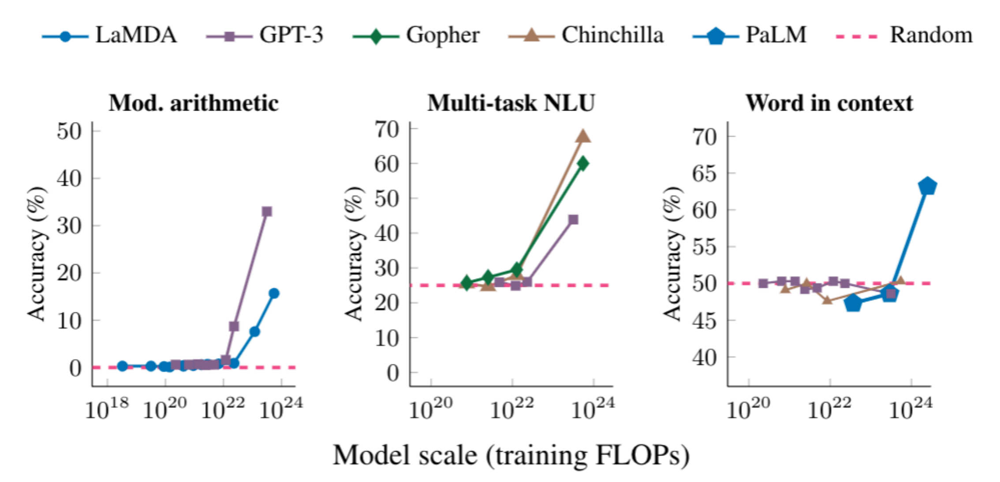 LaMDA GPT-3 Gopher Chinchilla PaLM Random
Mod. arithmetic
Accuracy (%)
50
40
30
20
10
0
10^18 10^20 10^22 10^24
Multi-task NLU
Accuracy (%)
70
60
50
40
30
20
10
0
10^20 10^22 10^24
Word in context
Accuracy (%)
70
65
60
55
50
45
40
10^20 10^22 10^24
Model scale (training FLOPs)